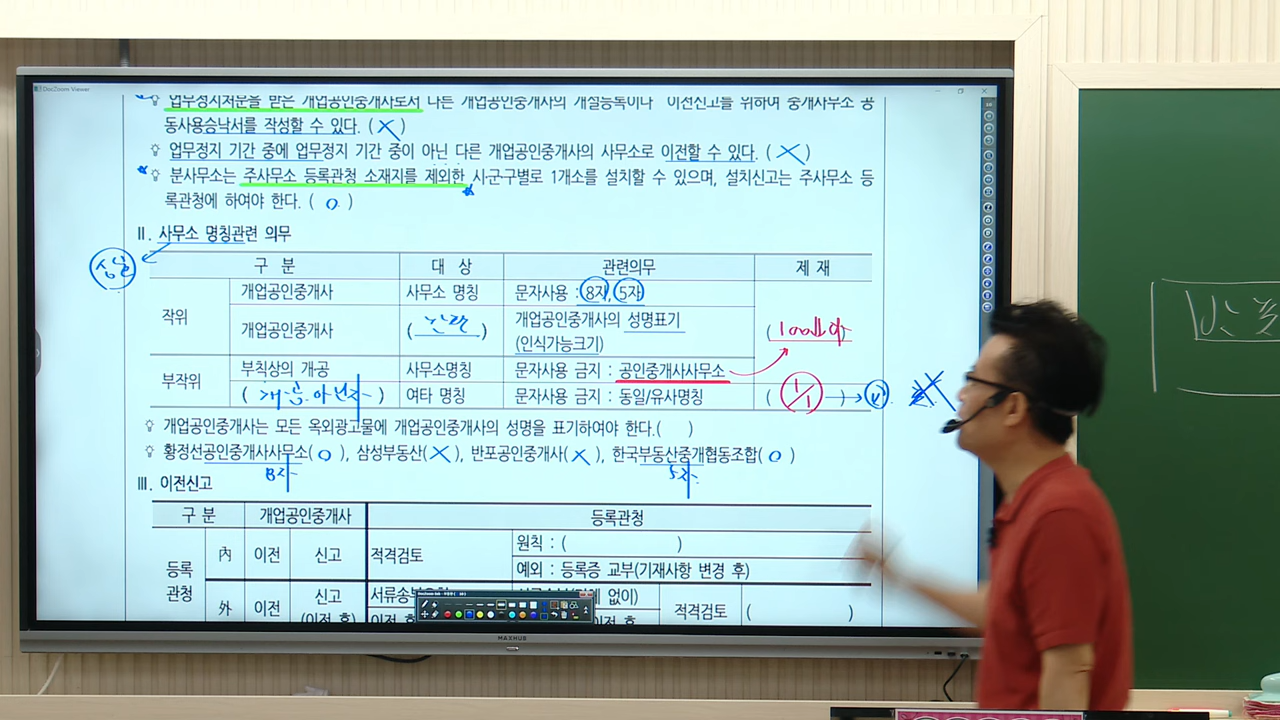 DocZoom Viewer
업무정지처분을 받은 개업공인중개사로서 다른 개업공인중개사의 개설등록이나 이전신고를 위하여 중개사무소 공
동사용승낙서를 작성할 수 있다. (X)
업무정지 기간 중에 업무정지 기간 중이 아닌 다른 개업공인중개사의 사무소로 이전할 수 있다. (X)
분사무소는 주사무소 등록관청 소재지를 제외한 시·군구별로 1개소를 설치할 수 있으며, 설치신고는 주사무소 등
록관청에 하여야 한다. ( O )
II. 사무소 명칭관련 의무
구 분 대 상 관련의무 제 재
작위 개업공인중개사 사무소 명칭 문자사용 : 8자, 5자
개업공인중개사 (간판) 개업공인중개사의 성명표기 (인식가능크기) (100↓과)
부작위 부칙상의 개·공 사무소명칭 문자사용 금지 : 공인중개사사무소
( 개·공·아닌자 ) 여타 명칭 문자사용 금지 : 동일/유사명칭 ( 1/1 )
개업공인중개사는 모든 옥외광고물에 개업공인중개사의 성명을 표기하여야 한다.( )
황정선공인중개사사무소(O), 삼성부동산(X), 반포공인중개사(X), 한국부동산중개협동조합(O)
8자 5자
III. 이전신고
구 분 개업공인중개사 등록관청
등록
관청 內 이전 신고 적격검토 원칙 : ( )
예외 : 등록증 교부(기재사항 변경 후)
外 이전 신고
(이전 후) 적격검토 ( )
MAXHUB